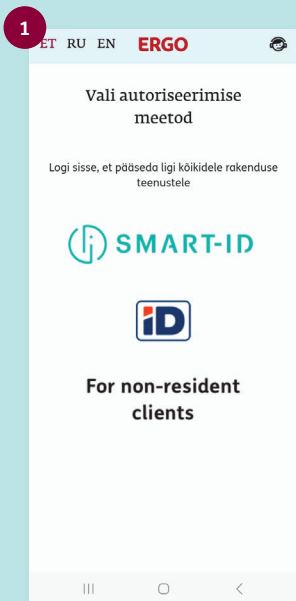 1
ET RU EN ERGO
Vali autoriseerimise
meetod
Logi sisse, et pääseda ligi kõikidele rakenduse
teenustele
SMART-ID
iD
For non-resident
clients